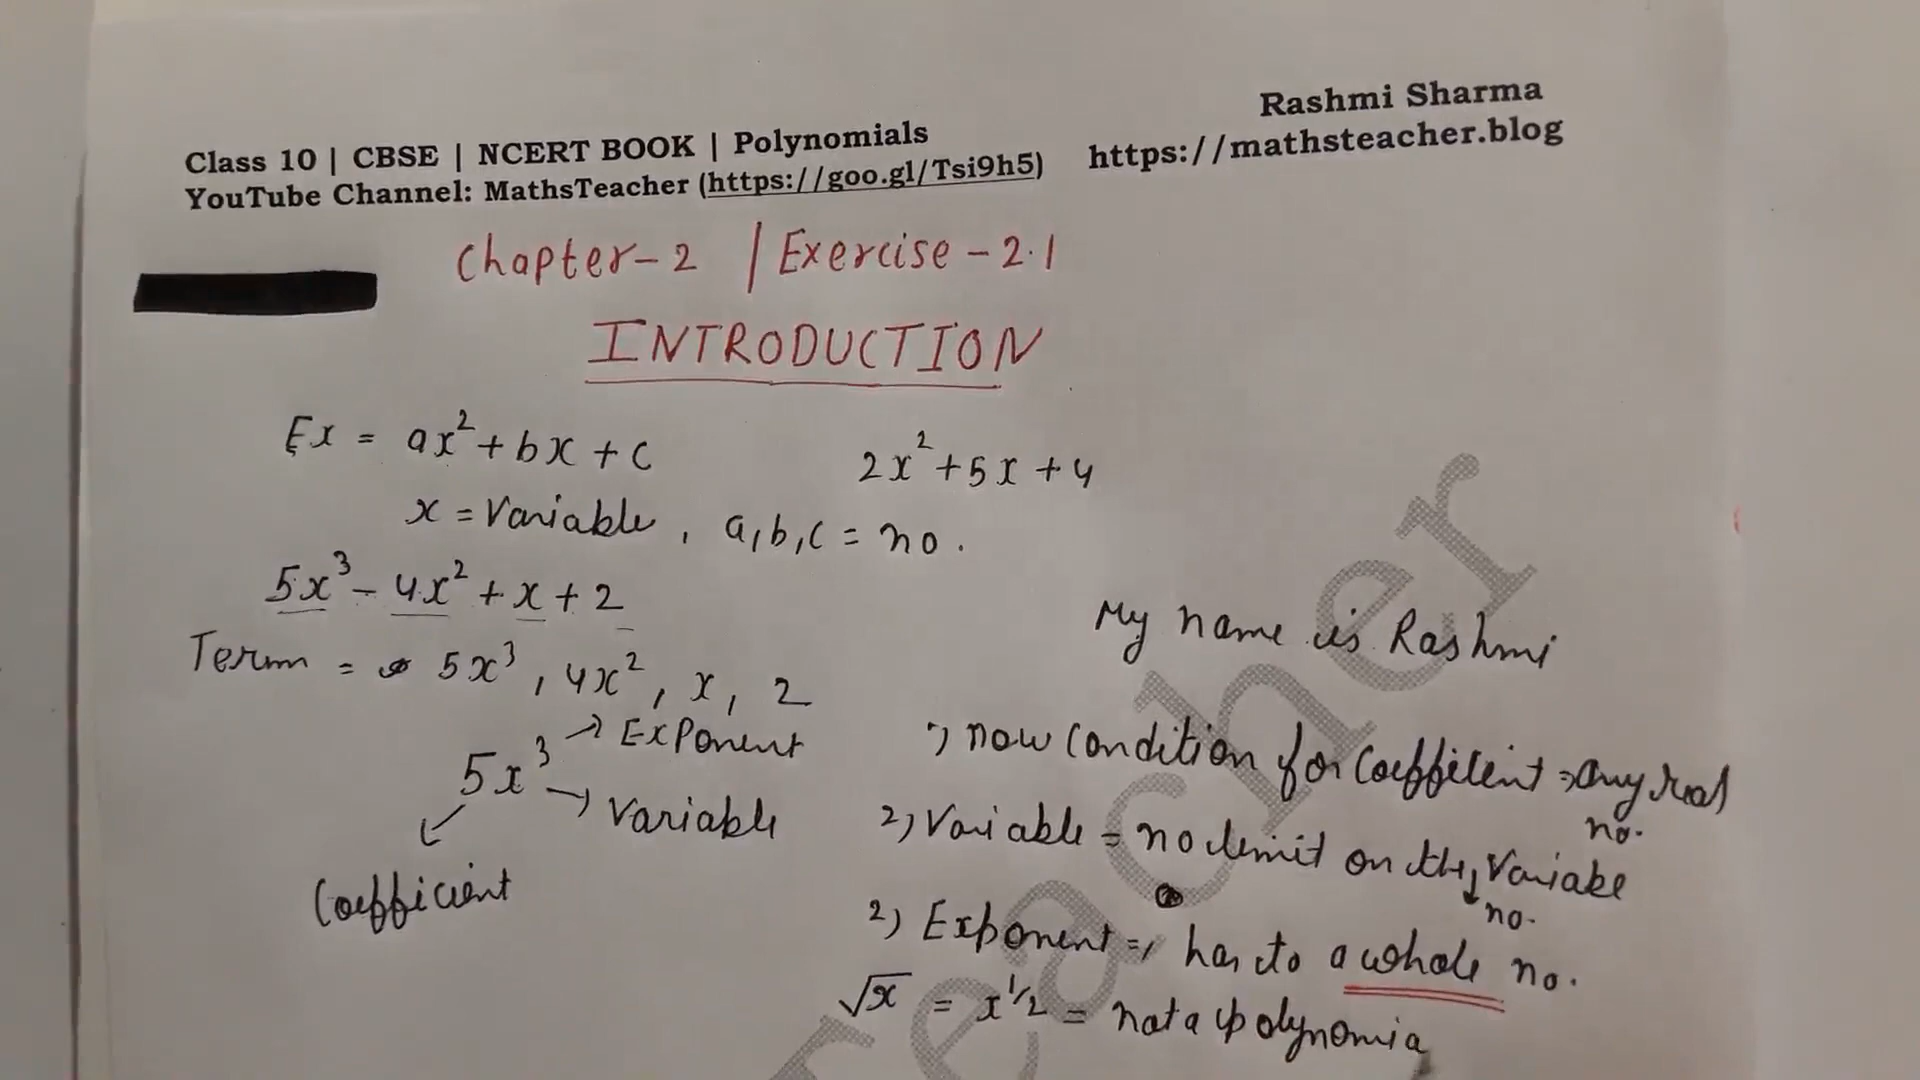 Rashmi Sharma
Class 10 | CBSE | NCERT BOOK | Polynomials
https://mathsteacher.blog
YouTube Channel: MathsTeacher (https://goo.gl/Tsi9h5)
Chapter-2 | Exercise-2.1
INTRODUCTION
Ex = ax²+bx+c
2x²+5x+4
x = Variable, a,b,c = no.
5x³ - 4x² + x + 2
My name is Rashmi
Term = 5x³, 4x², x, 2
5x³ → Exponent
→ Variable
Coefficient
1) now condition for coefficient => any real no.
2) Variable = no limit on the Variable
no.
2) Exponent => has to a whole no.
√x = x^1/2 = not a polynomia
eacher